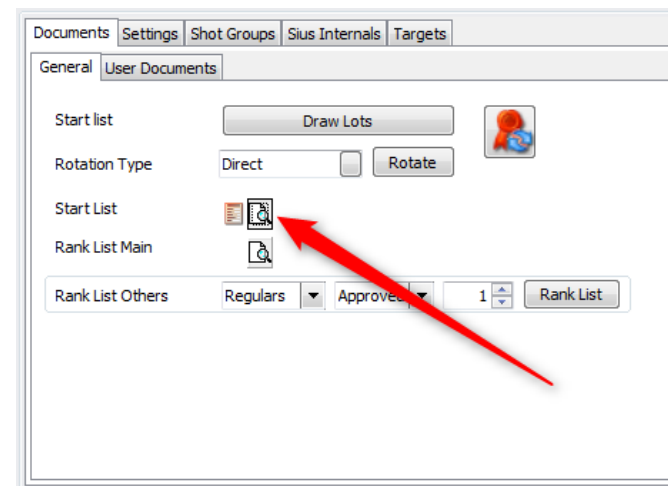 Documents Settings Shot Groups Sius Internals Targets
General User Documents
Start list Draw Lots
Rotation Type Direct Rotate
Start List
Rank List Main
Rank List Others Regulars Approved 1 Rank List